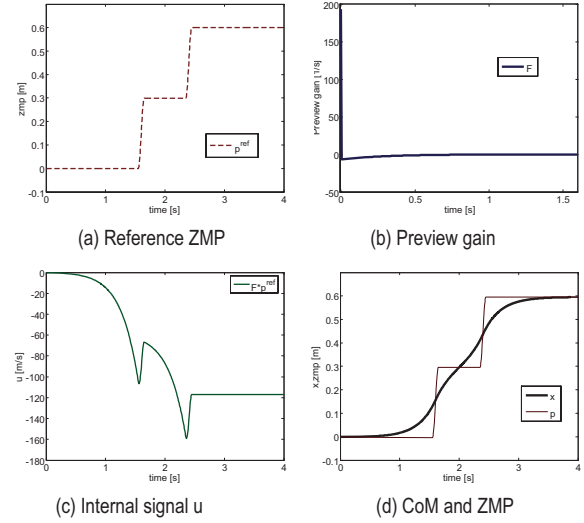 0.6
0.5
0.4
0.3
0.2
0.1
0
-0.1
zmp [m]
p^ref
0 1 2 3 4
time [s]
(a) Reference ZMP
200
150
100
50
0
-50
Preview gain [1/s]
F
0 0.5 1 1.5
time [s]
(b) Preview gain
0
-20
-40
-60
-80
-100
-120
-140
-160
-180
u [m/s]
F*p^ref
0 1 2 3 4
time [s]
(c) Internal signal u
0.6
0.5
0.4
0.3
0.2
0.1
0
-0.1
x,zmp [m]
x
p
0 1 2 3 4
time [s]
(d) CoM and ZMP